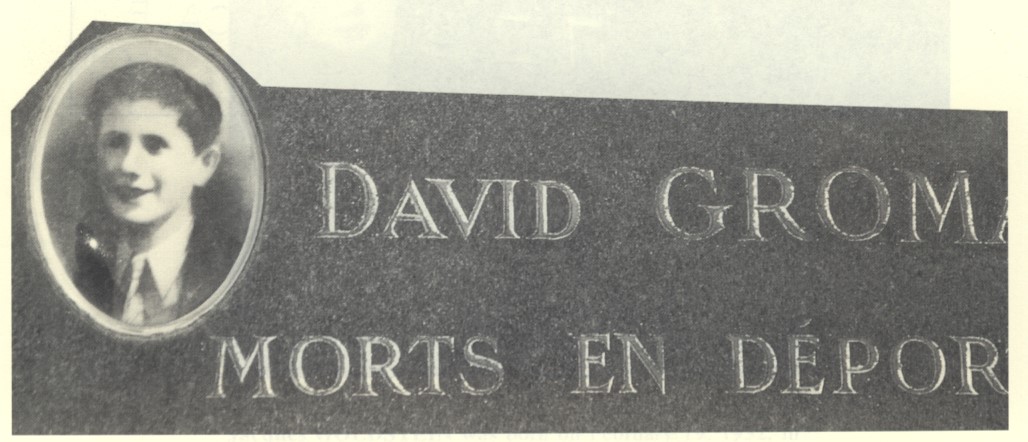 DAVID GROMA
MORTS EN DÉPOR